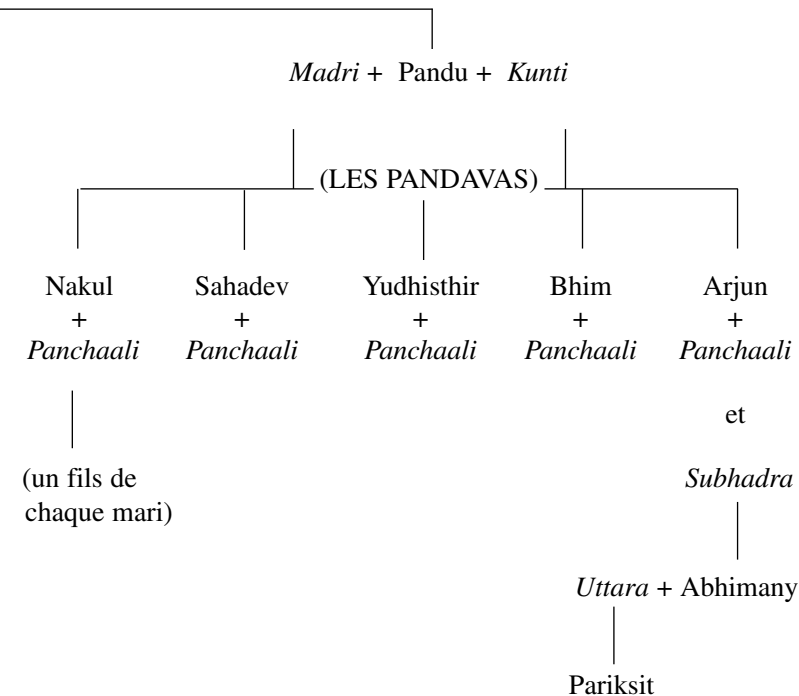 Madri + Pandu + Kunti
(LES PANDAVAS)
Nakul Sahadev Yudhisthir Bhim Arjun
+ + + + +
Panchaali Panchaali Panchaali Panchaali Panchaali
et
(un fils de Subhadra
chaque mari)
Uttara + Abhimany
Pariksit